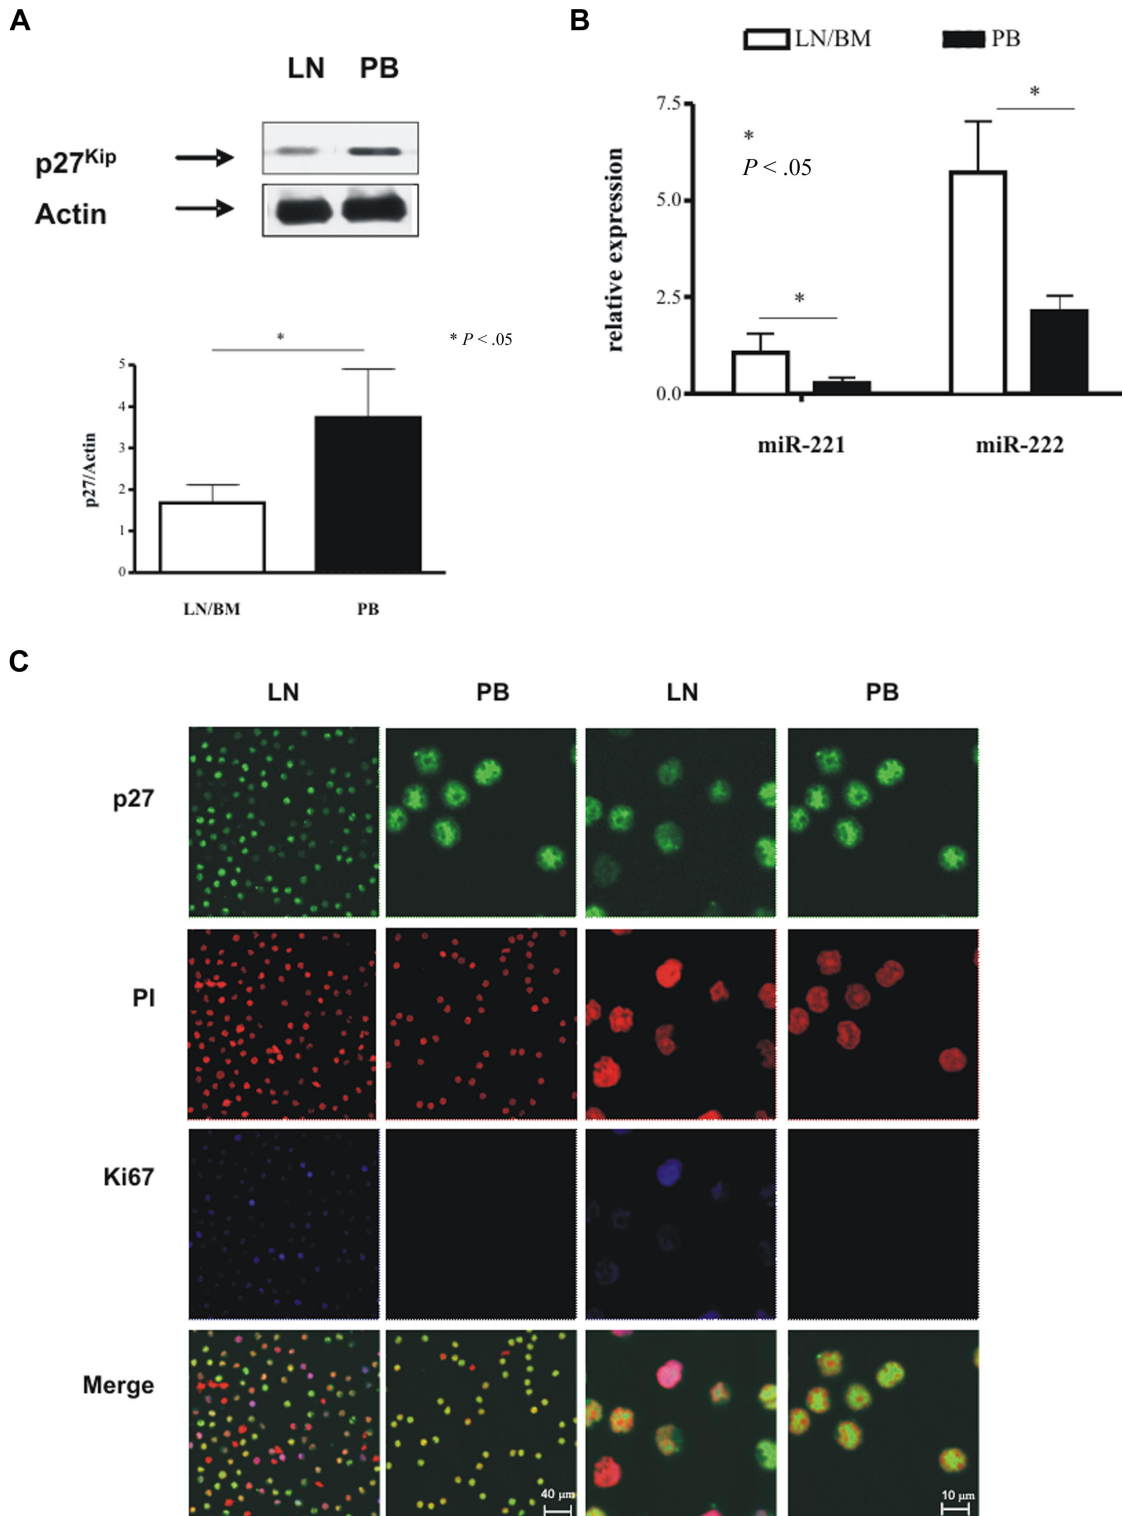 A
LN PB
p27Kip
Actin
*
* P < .05
5
4
3
2
1
0
p27/Actin
LN/BM PB
B
LN/BM PB
7.5
5.0
2.5
0.0
relative expression
*
P < .05
*
*
miR-221 miR-222
C
LN PB LN PB
p27
PI
Ki67
Merge
40 µm
10 µm